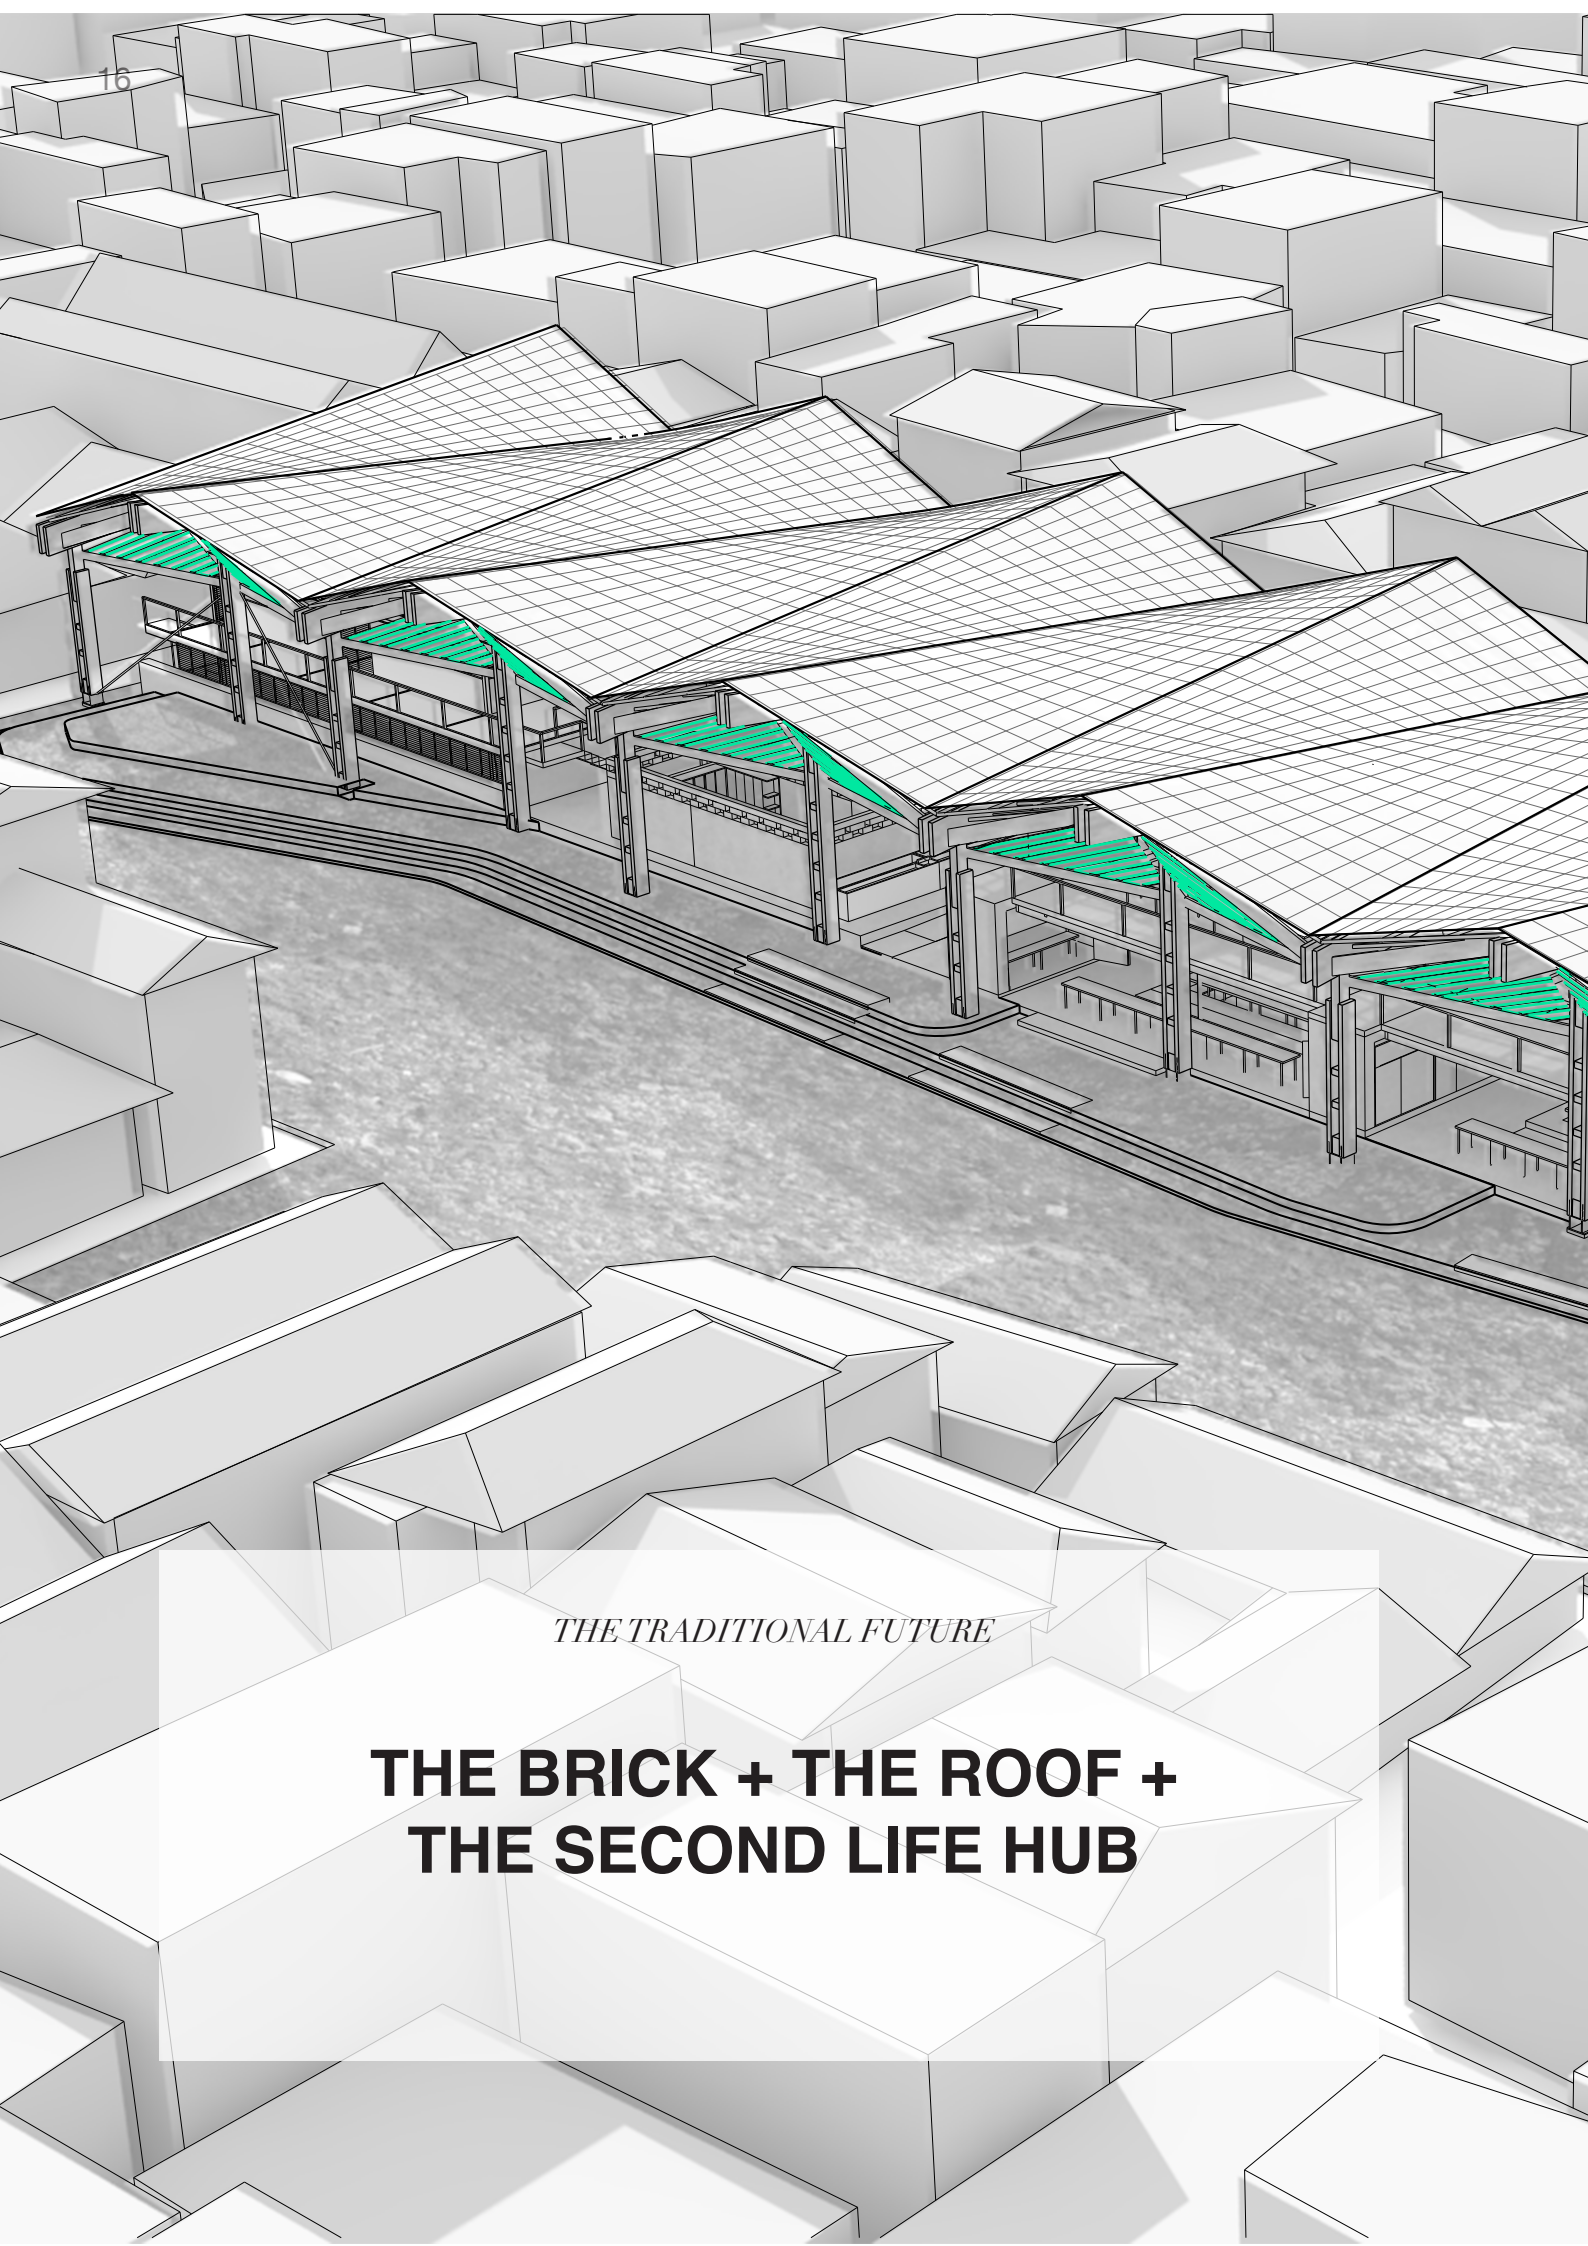 16
THE TRADITIONAL FUTURE
THE BRICK + THE ROOF +
THE SECOND LIFE HUB